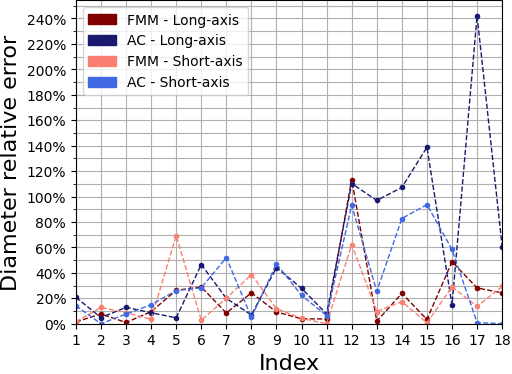 Diameter relative error
240%
220%
200%
180%
160%
140%
120%
100%
80%
60%
40%
20%
0%
FMM - Long-axis
AC - Long-axis
FMM - Short-axis
AC - Short-axis
1 2 3 4 5 6 7 8 9 10 11 12 13 14 15 16 17 18
Index